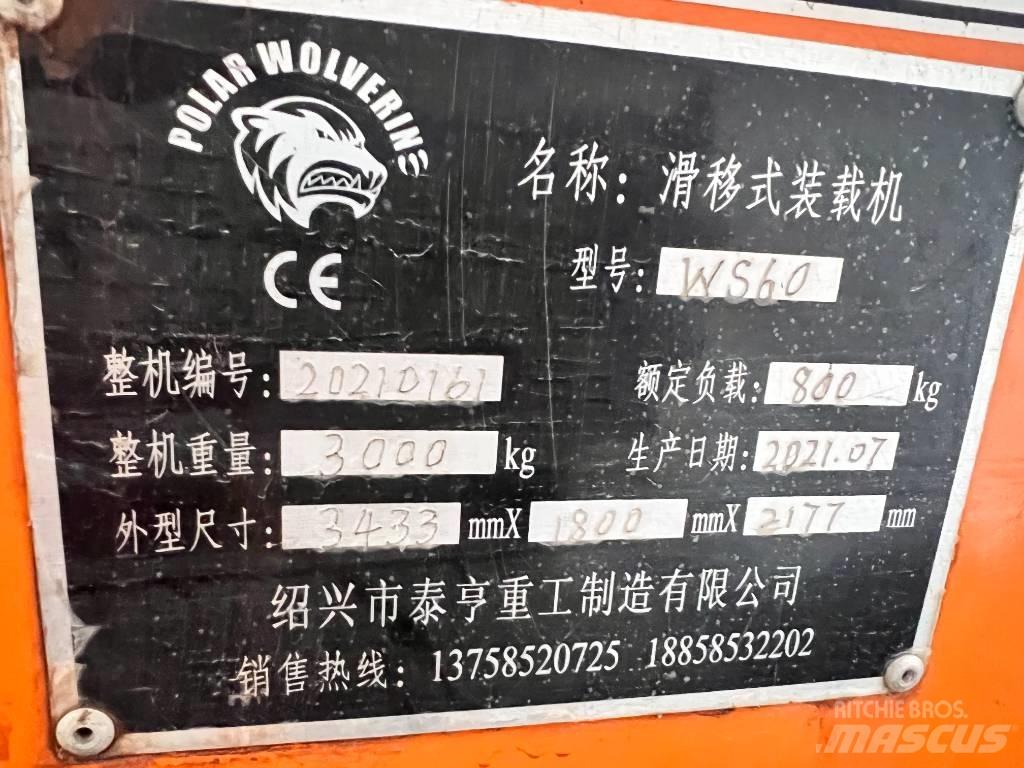 POLAR WOLVERINE
CE
名称：滑移式装载机
型号：WS60
整机编号：20210161 额定负载：800 kg
整机重量：3000 kg 生产日期：2021.07
外型尺寸：3433 mmX 1800 mmX 2177 mm
绍兴市泰亨重工制造有限公司
销售热线：13758520725 18858532202
RITCHIE BROS.
MASCUS